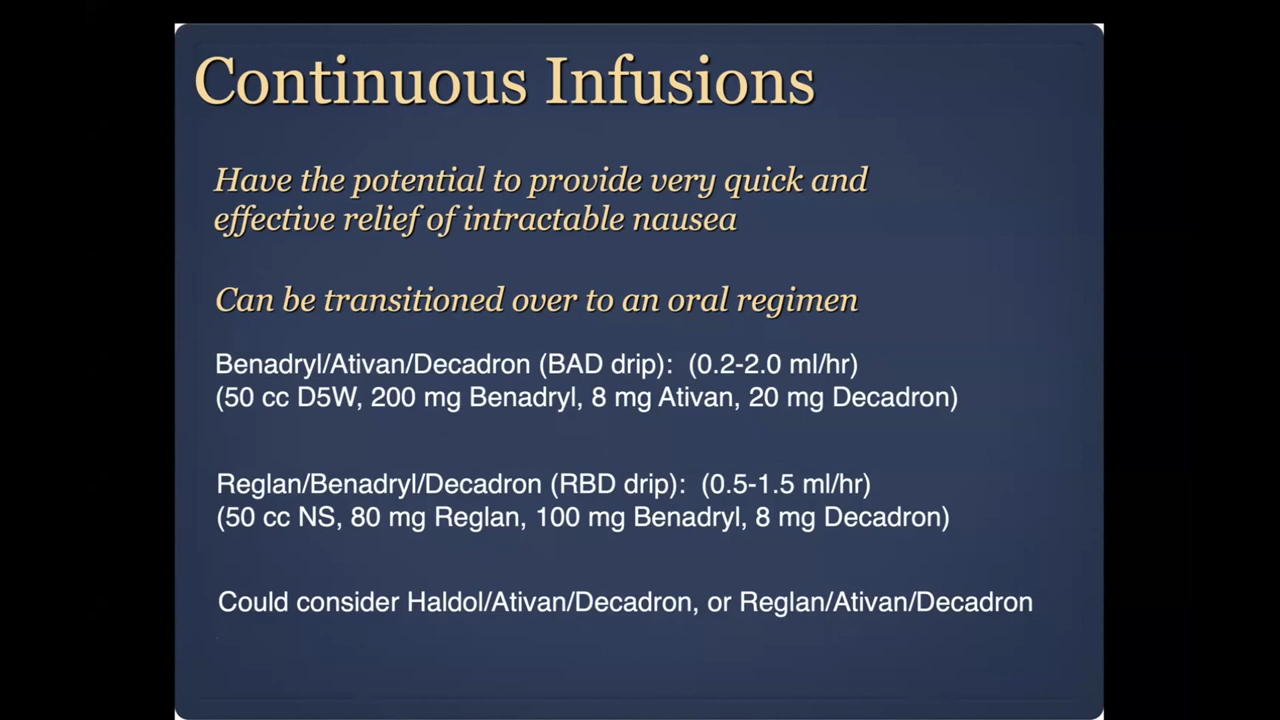 Continuous Infusions
Have the potential to provide very quick and
effective relief of intractable nausea
Can be transitioned over to an oral regimen
Benadryl/Ativan/Decadron (BAD drip):  (0.2-2.0 ml/hr)
(50 cc D5W, 200 mg Benadryl, 8 mg Ativan, 20 mg Decadron)
Reglan/Benadryl/Decadron (RBD drip):  (0.5-1.5 ml/hr)
(50 cc NS, 80 mg Reglan, 100 mg Benadryl, 8 mg Decadron)
Could consider Haldol/Ativan/Decadron, or Reglan/Ativan/Decadron